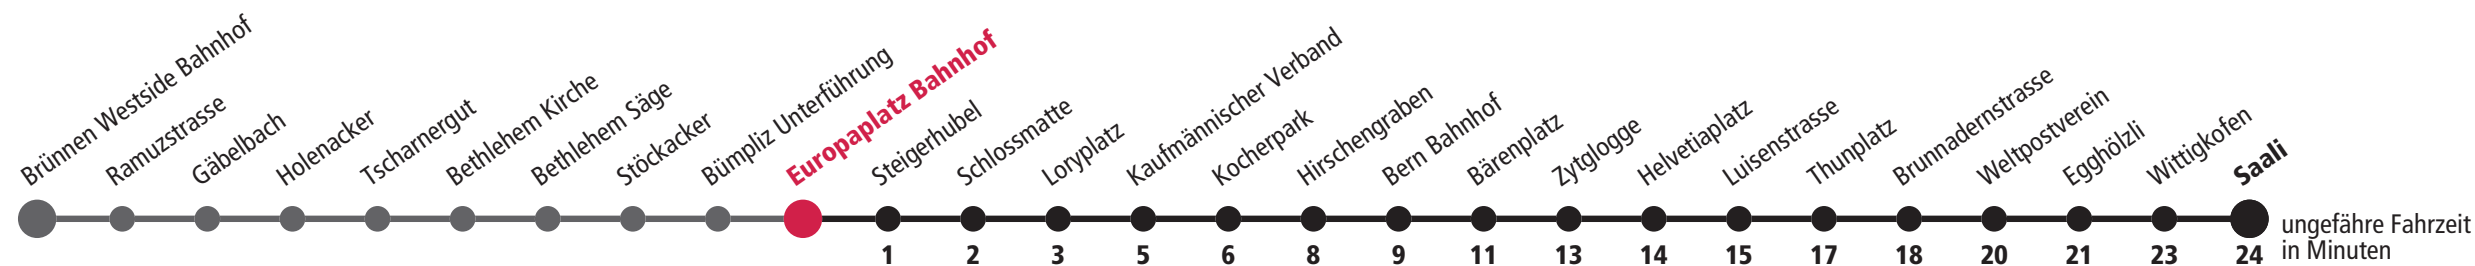 Brünnen Westside Bahnhof
Ramuzstrasse
Gäbelbach
Holenacker
Tscharnergut
Bethlehem Kirche
Bethlehem Säge
Stöckacker
Bümpliz Unterführung
Europaplatz Bahnhof
Steigerhubel
Schlossmatte
Loryplatz
Kaufmännischer Verband
Kocherpark
Hirschengraben
Bern Bahnhof
Bärenplatz
Zytglogge
Helvetiaplatz
Luisenstrasse
Thunplatz
Brunnadernstrasse
Weltpostverein
Egghölzli
Wittigkofen
Saali
1 2 3 5 6 8 9 11 13 14 15 17 18 20 21 23 24
ungefähre Fahrzeit
in Minuten